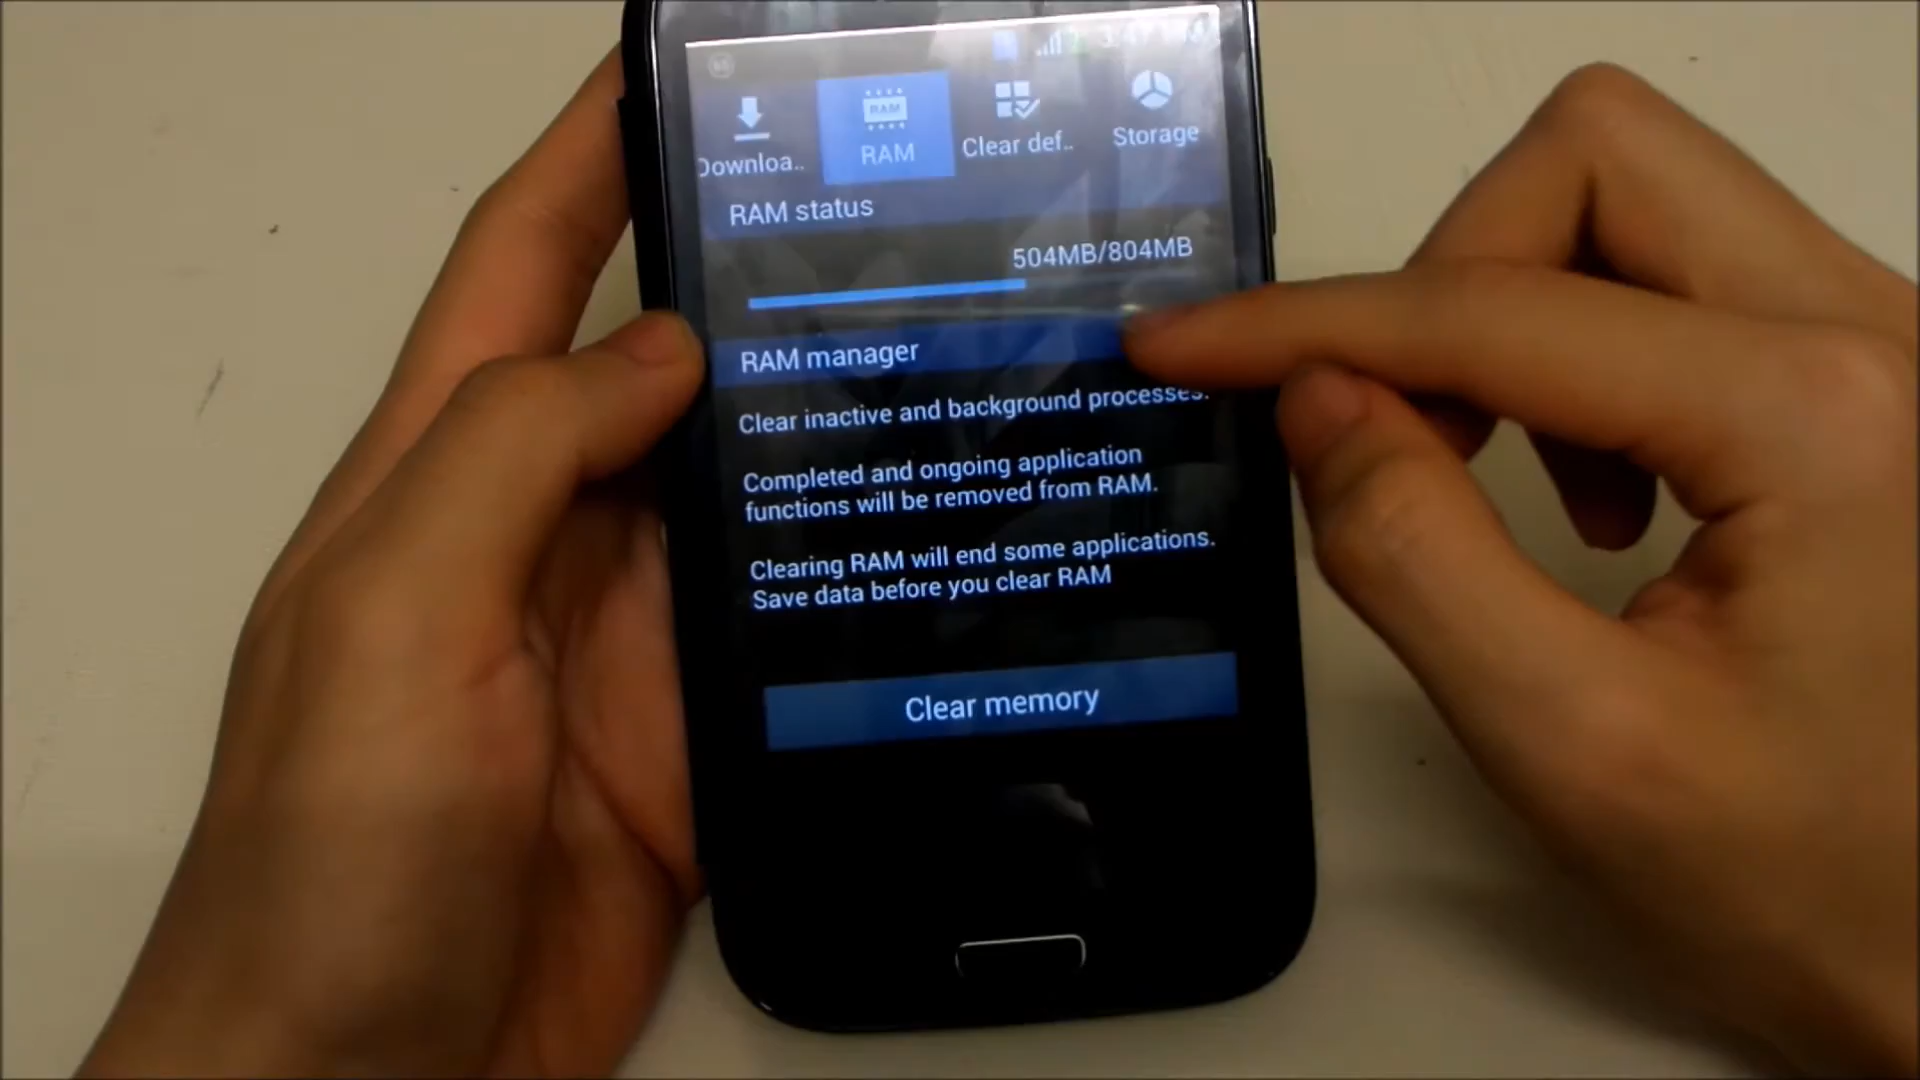 Downloa..
RAM
RAM
Clear def..
Storage
RAM status
504MB/804MB
RAM manager
Clear inactive and background processes.
Completed and ongoing application
functions will be removed from RAM.
Clearing RAM will end some applications.
Save data before you clear RAM
Clear memory